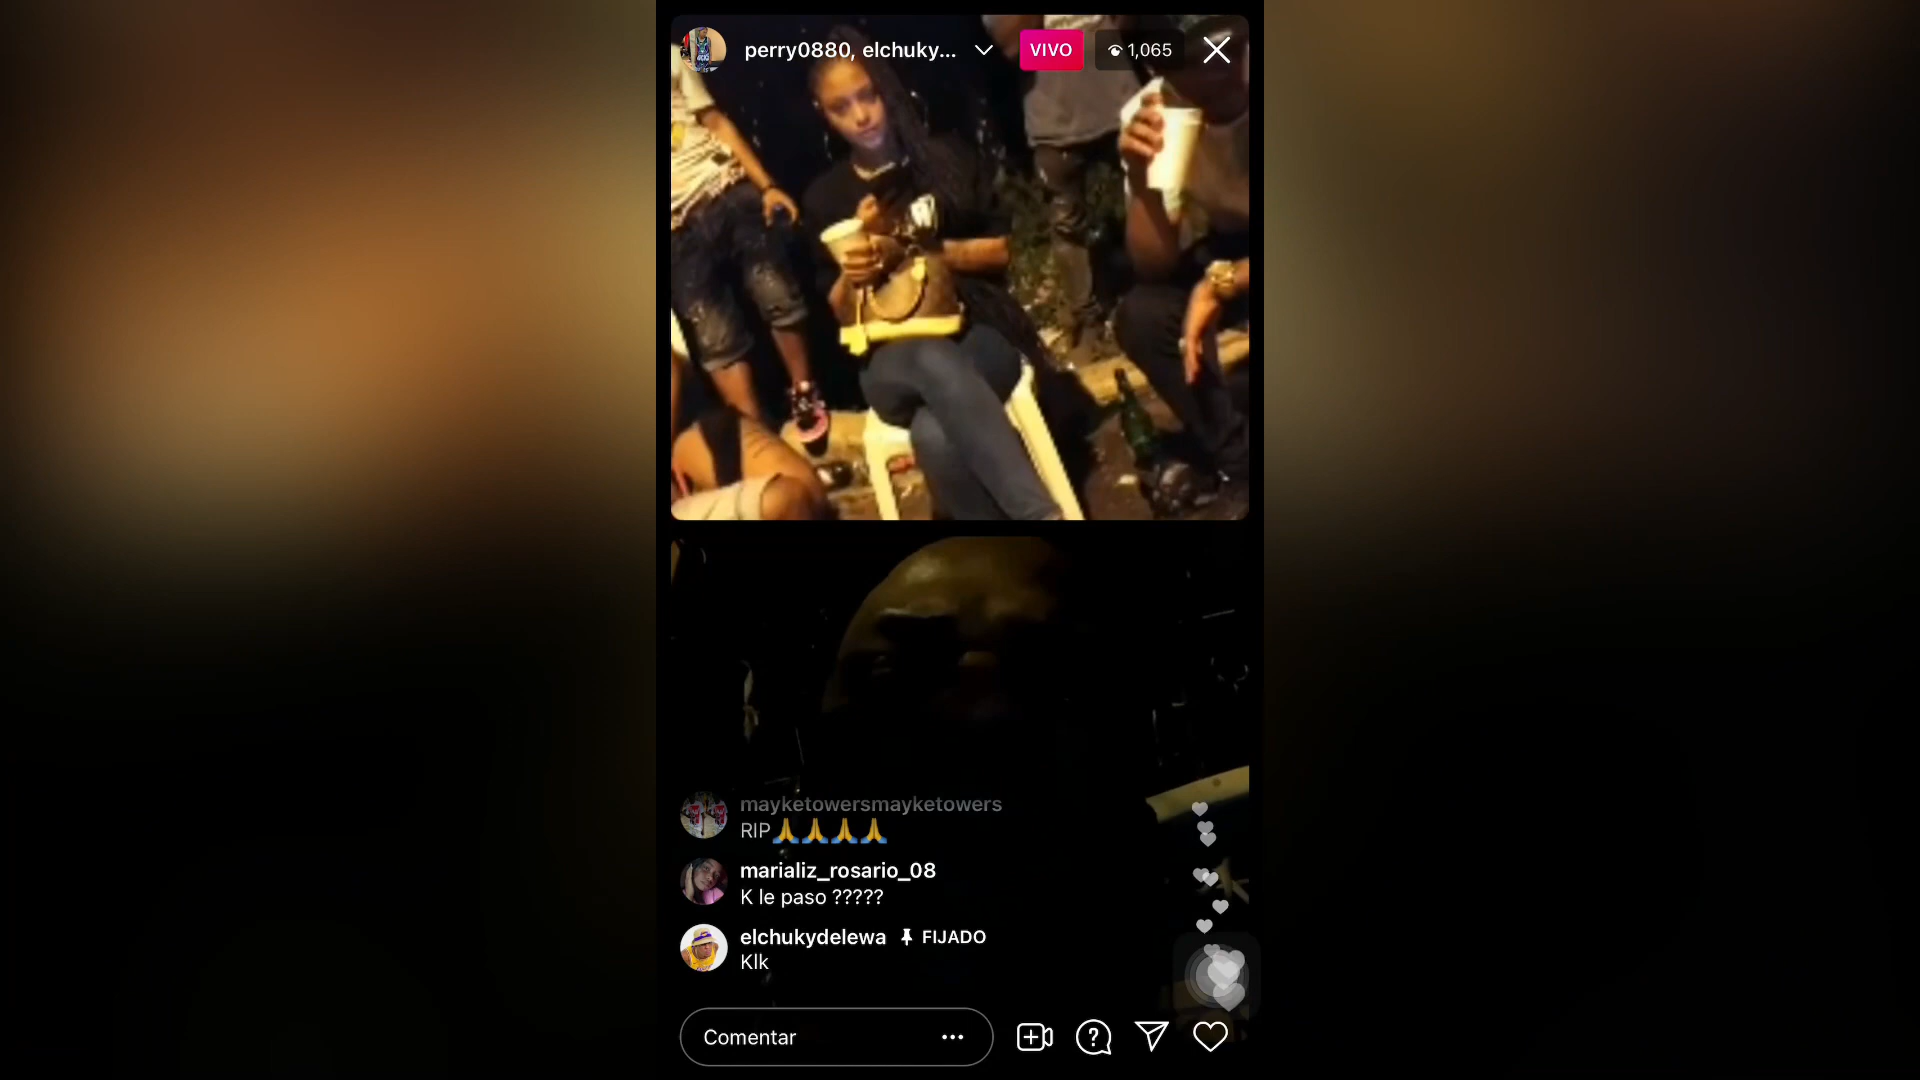 perry0880, elchuky...
VIVO
1,065
mayketowersmayketowers
RIP🙏🙏🙏🙏
marializ_rosario_08
K le paso ?????
elchukydelewa FIJADO
Klk
Comentar